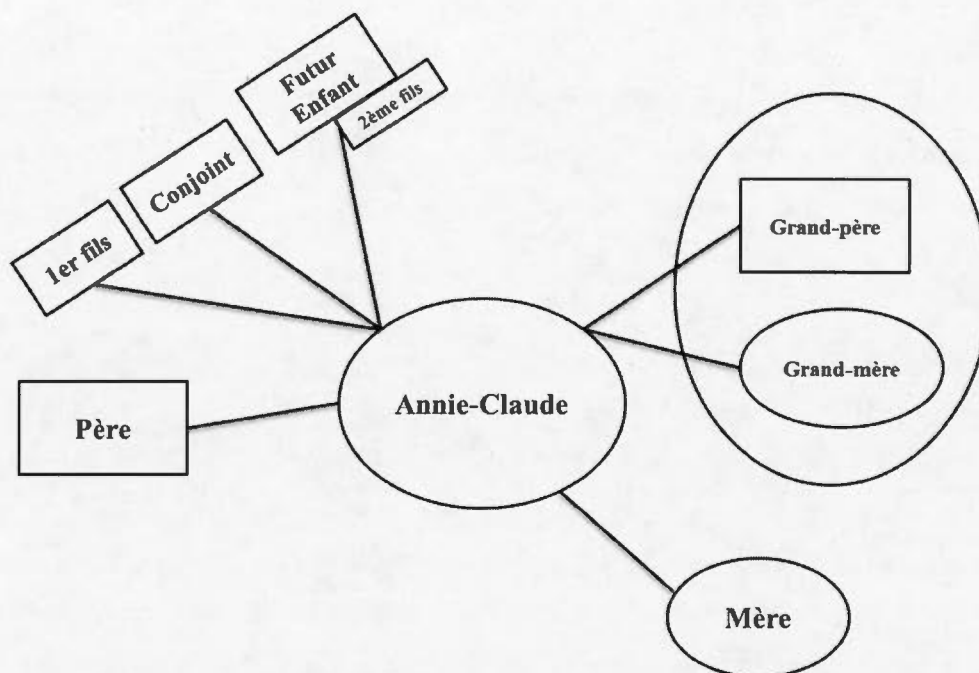 Futur
Enfant
2ème fils
Conjoint
1er fils
Grand-père
Grand-mère
Annie-Claude
Père
Mère